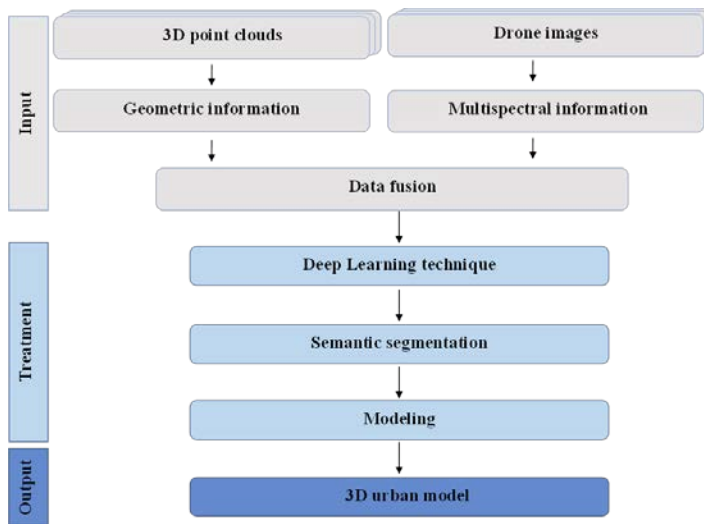 3D point clouds
Drone images
Input
Geometric information
Multispectral information
Data fusion
Treatment
Deep Learning technique
Semantic segmentation
Modeling
Output
3D urban model